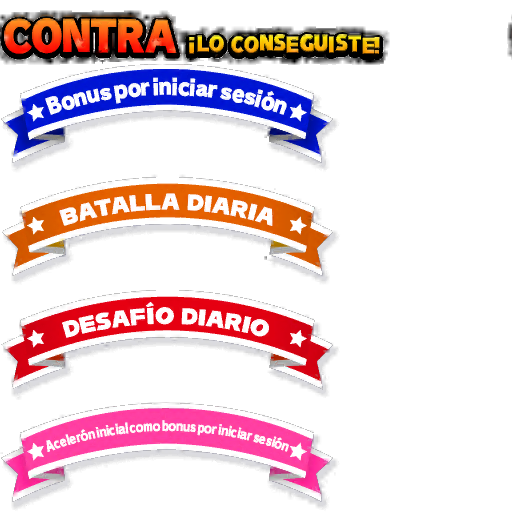 CONTRA ¡LO CONSEGUISTE!
Bonus por iniciar sesión
BATALLA DIARIA
DESAFÍO DIARIO
Acelerón inicial como bonus por iniciar sesión